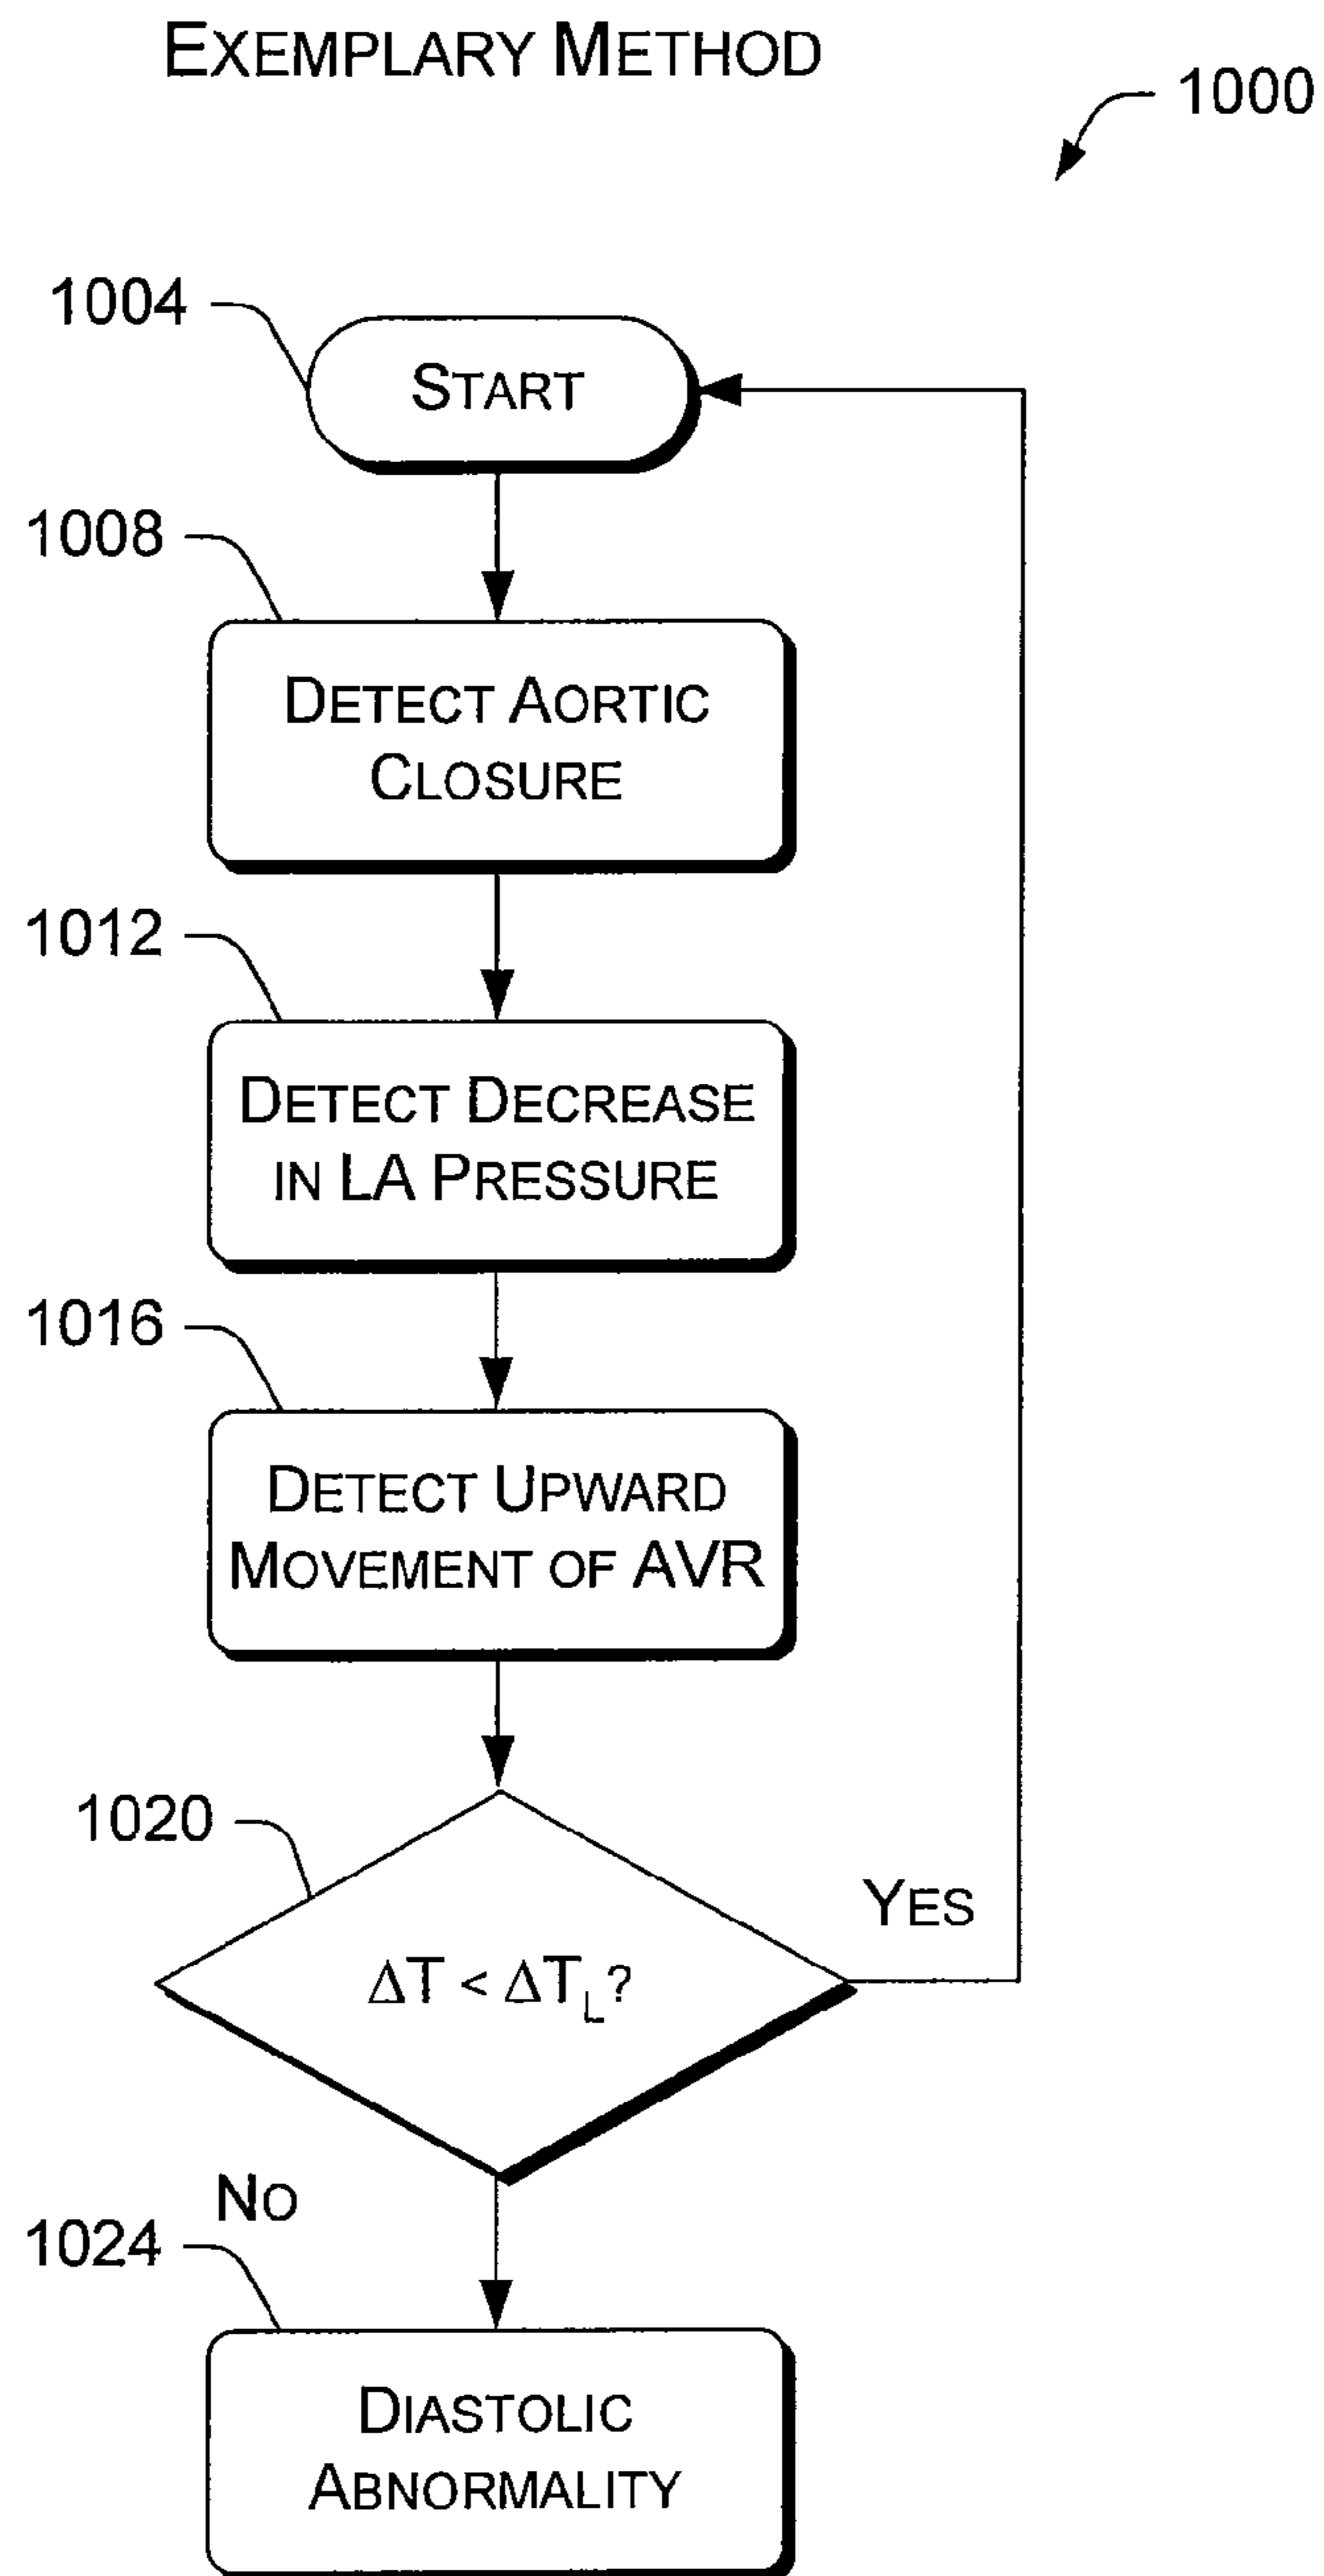 EXEMPLARY METHOD
1000
1004
START
1008
DETECT AORTIC
CLOSURE
1012
DETECT DECREASE
IN LA PRESSURE
1016
DETECT UPWARD
MOVEMENT OF AVR
1020
YES
ΔT < ΔTL?
NO
1024
DIASTOLIC
ABNORMALITY